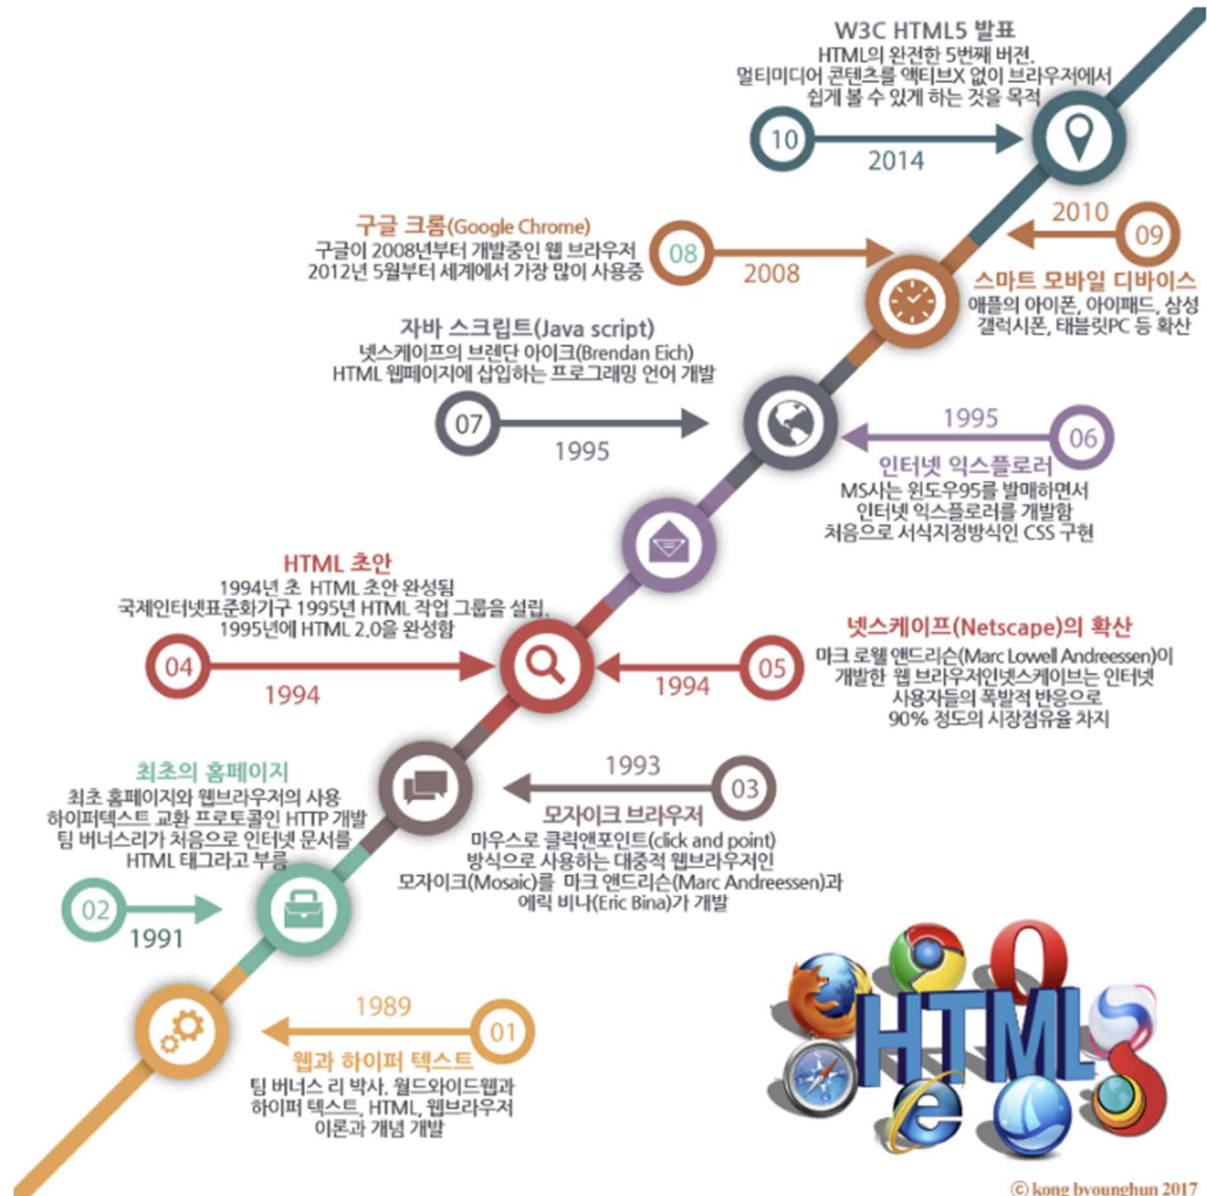 W3C HTML5 발표
HTML의 완전한 5번째 버전.
멀티미디어 콘텐츠를 액티브X 없이 브라우저에서
쉽게 볼 수 있게 하는 것을 목적
10
2014
2010
09
스마트 모바일 디바이스
애플의 아이폰, 아이패드, 삼성
갤럭시폰, 태블릿PC 등 확산
구글 크롬(Google Chrome)
구글이 2008년부터 개발중인 웹 브라우저
2012년 5월부터 세계에서 가장 많이 사용중
08
2008
자바 스크립트(Java script)
넷스케이프의 브렌단 아이크(Brendan Eich)
HTML 웹페이지에 삽입하는 프로그래밍 언어 개발
07
1995
1995
06
인터넷 익스플로러
MS사는 윈도우95를 발매하면서
인터넷 익스플로러를 개발함
처음으로 서식지정방식인 CSS 구현
HTML 초안
1994년 초 HTML 초안 완성됨
국제인터넷표준화기구 1995년 HTML 작업 그룹을 설립.
1995년에 HTML 2.0을 완성함
04
1994
넷스케이프(Netscape)의 확산
마크 로웰 앤드리슨(Marc Lowell Andreessen)이
개발한 웹 브라우저인넷스케이브는 인터넷
사용자들의 폭발적 반응으로
90% 정도의 시장점유율 차지
05
1994
1993
03
모자이크 브라우저
마우스로 클릭앤포인트(click and point)
방식으로 사용하는 대중적 웹브라우저인
모자이크(Mosaic)를 마크 앤드리슨(Marc Andreessen)과
에릭 비나(Eric Bina)가 개발
최초의 홈페이지
최초 홈페이지와 웹브라우저의 사용
하이퍼텍스트 교환 프로토콜인 HTTP 개발
팀 버너스리가 처음으로 인터넷 문서를
HTML 태그라고 부름
02
1991
1989
01
웹과 하이퍼 텍스트
팀 버너스 리 박사. 월드와이드웹과
하이퍼 텍스트, HTML, 웹브라우저
이론과 개념 개발
HTML
© kong byounghun 2017